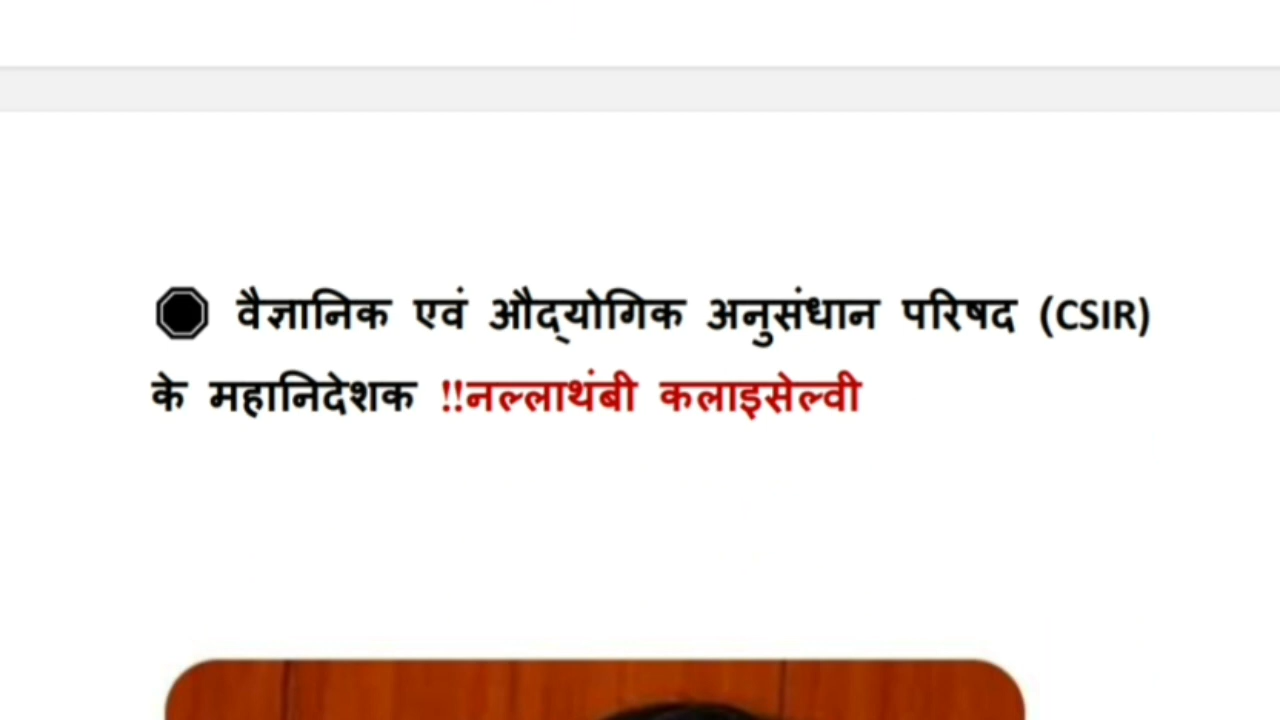 वैज्ञानिक एवं औद्योगिक अनुसंधान परिषद (CSIR)
के महानिदेशक !!नल्लाथंबी कलाइसेल्वी